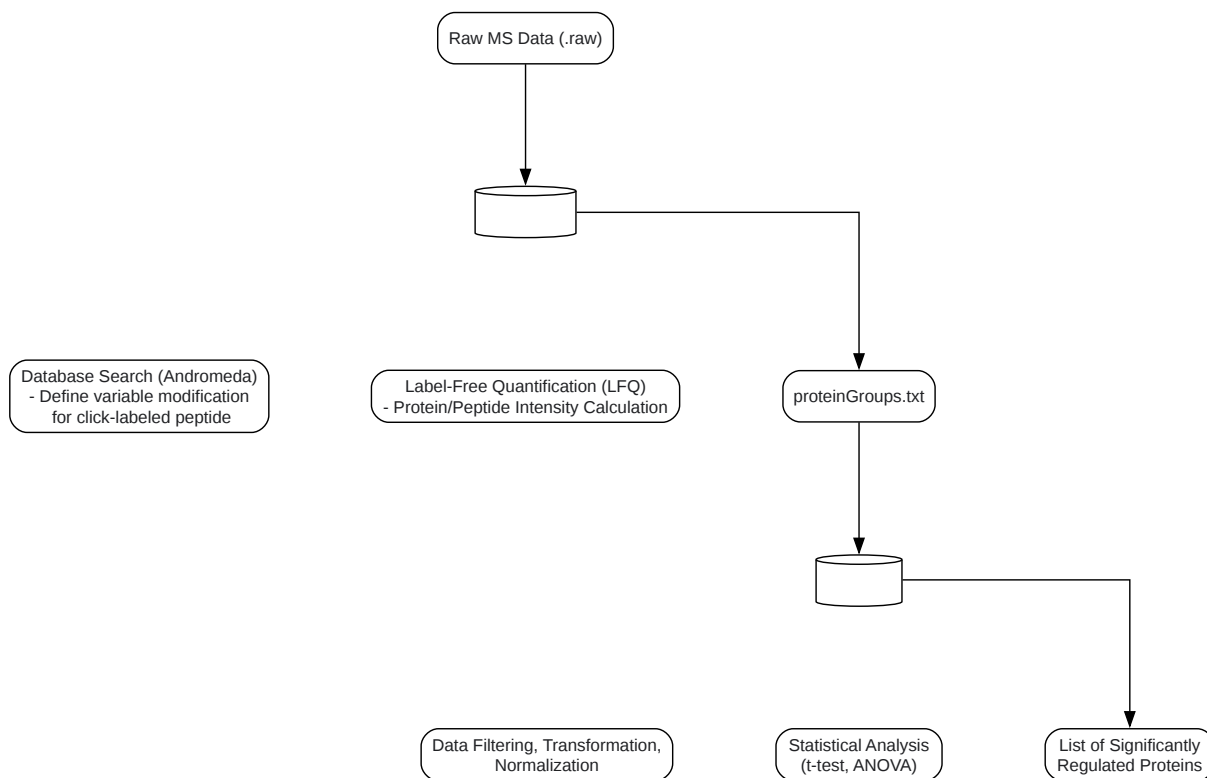 Raw MS Data (.raw)
Database Search (Andromeda)
- Define variable modification
for click-labeled peptide
Label-Free Quantification (LFQ)
- Protein/Peptide Intensity Calculation
proteinGroups.txt
Data Filtering, Transformation,
Normalization
Statistical Analysis
(t-test, ANOVA)
List of Significantly
Regulated Proteins